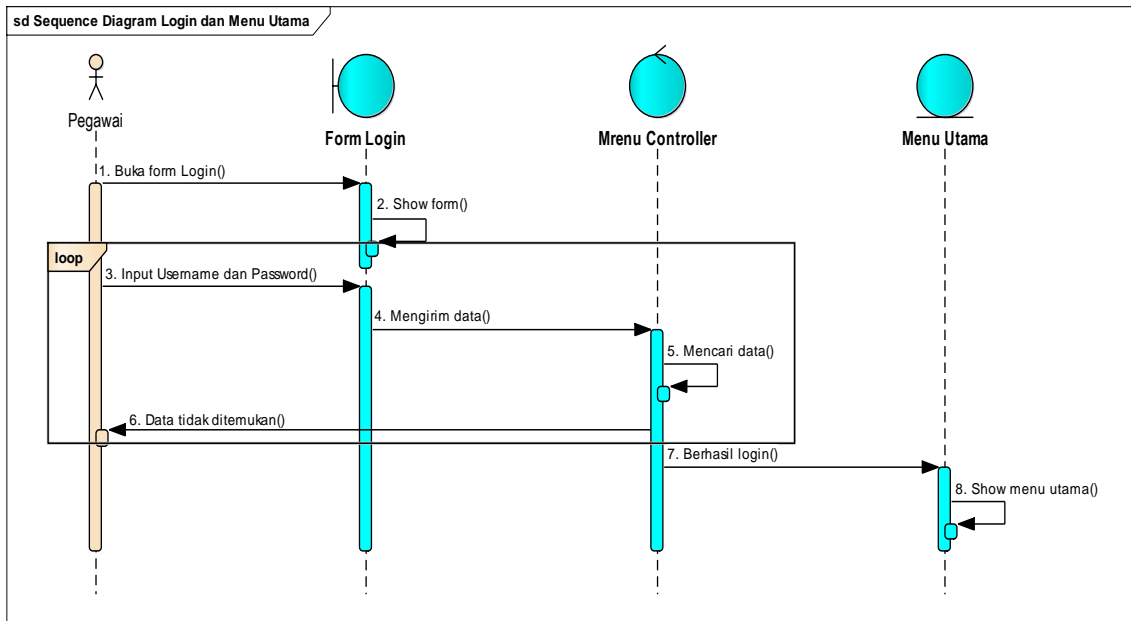 sd Sequence Diagram Login dan Menu Utama
Pegawai
Form Login
Mrenu Controller
Menu Utama
1. Buka form Login()
2. Show form()
loop
3. Input Username dan Password()
4. Mengirim data()
5. Mencari data()
6. Data tidak ditemukan()
7. Berhasil login()
8. Show menu utama()